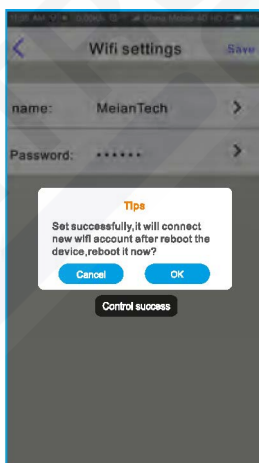 Wifi settings
Save
name: MeianTech
Password: ••••••
Tips
Set successfully,it will connect
new wifi account after reboot the
device,reboot it now?
Cancel OK
Control success